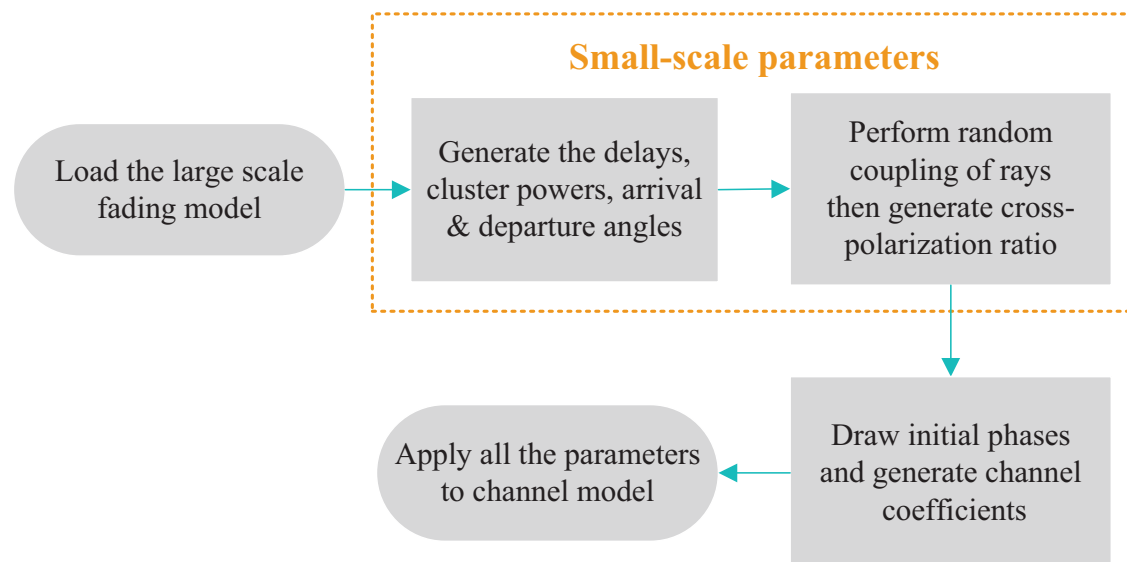 Small-scale parameters
Load the large scale
fading model
Generate the delays,
cluster powers, arrival
& departure angles
Perform random
coupling of rays
then generate cross-
polarization ratio
Draw initial phases
and generate channel
coefficients
Apply all the parameters
to channel model